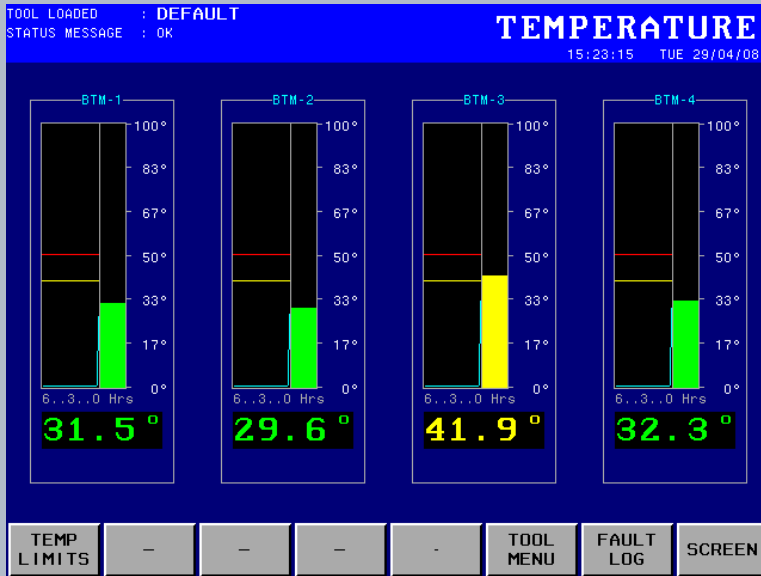 TOOL LOADED : DEFAULT
STATUS MESSAGE : OK
TEMPERATURE
15:23:15 TUE 29/04/08
BTM-1
100°
83°
67°
50°
33°
17°
0°
6..3..0 Hrs
31.5°
BTM-2
100°
83°
67°
50°
33°
17°
0°
6..3..0 Hrs
29.6°
BTM-3
100°
83°
67°
50°
33°
17°
0°
6..3..0 Hrs
41.9°
BTM-4
100°
83°
67°
50°
33°
17°
0°
6..3..0 Hrs
32.3°
TEMP
LIMITS
–
–
–
.
TOOL
MENU
FAULT
LOG
SCREEN